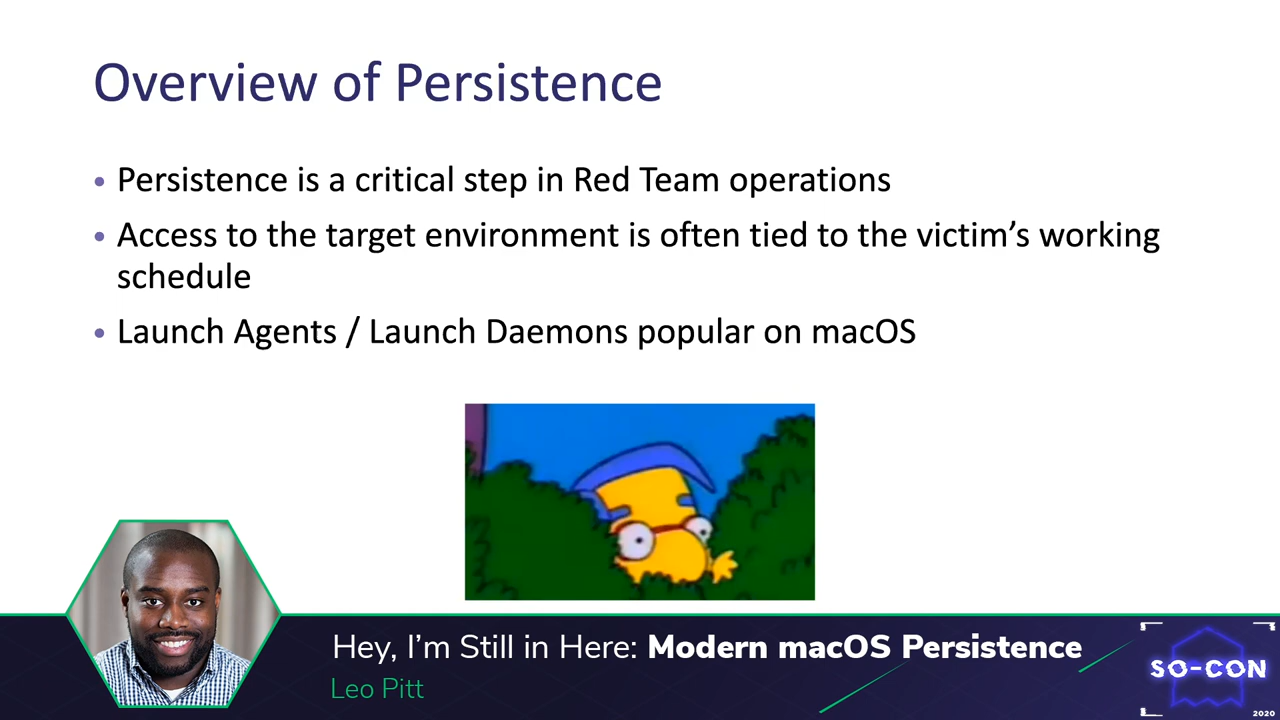 Overview of Persistence
• Persistence is a critical step in Red Team operations
• Access to the target environment is often tied to the victim’s working
schedule
• Launch Agents / Launch Daemons popular on macOS
Hey, I’m Still in Here: Modern macOS Persistence
Leo Pitt
SO-CON
2020